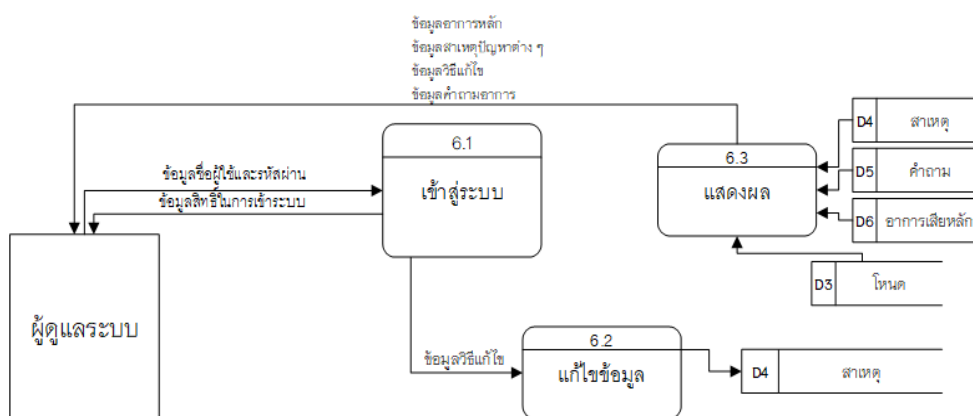 ข้อมูลอาการหลัก
ข้อมูลสาเหตุปัญหาต่าง ๆ
ข้อมูลวิธีแก้ไข
ข้อมูลคำถามอาการ
6.1
เข้าสู่ระบบ
6.3
แสดงผล
D4 สาเหตุ
D5 คำถาม
D6 อาการเสียหลัก
D3 โหนด
ข้อมูลชื่อผู้ใช้และรหัสผ่าน
ข้อมูลสิทธิ์ในการเข้าระบบ
ผู้ดูแลระบบ
ข้อมูลวิธีแก้ไข
6.2
แก้ไขข้อมูล
D4 สาเหตุ